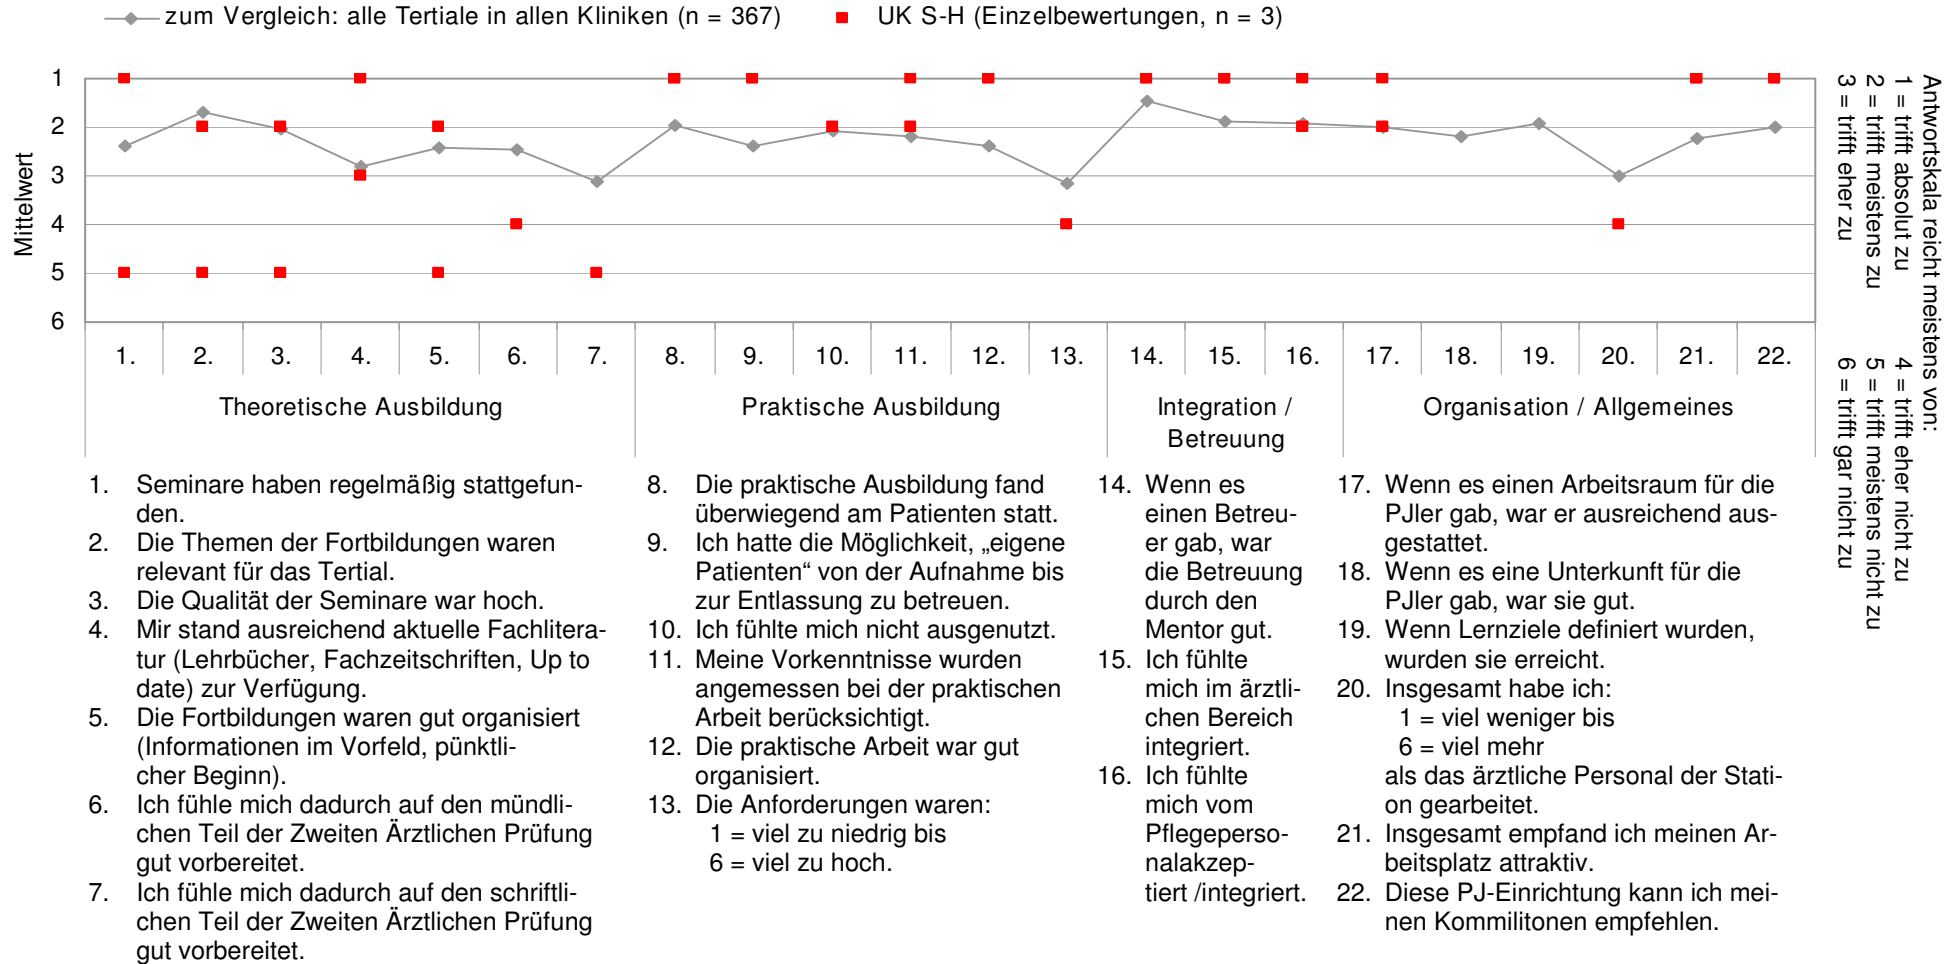 zum Vergleich: alle Tertiale in allen Kliniken (n = 367)
UK S-H (Einzelbewertungen, n = 3)
Mittelwert
1
2
3
4
5
6
1. 2. 3. 4. 5. 6. 7. 8. 9. 10. 11. 12. 13. 14. 15. 16. 17. 18. 19. 20. 21. 22.
Theoretische Ausbildung
Praktische Ausbildung
Integration /
Betreuung
Organisation / Allgemeines
1. Seminare haben regelmäßig stattgefun-
den.
2. Die Themen der Fortbildungen waren
relevant für das Tertial.
3. Die Qualität der Seminare war hoch.
4. Mir stand ausreichend aktuelle Fachlitera-
tur (Lehrbücher, Fachzeitschriften, Up to
date) zur Verfügung.
5. Die Fortbildungen waren gut organisiert
(Informationen im Vorfeld, pünktli-
cher Beginn).
6. Ich fühle mich dadurch auf den mündli-
chen Teil der Zweiten Ärztlichen Prüfung
gut vorbereitet.
7. Ich fühle mich dadurch auf den schriftli-
chen Teil der Zweiten Ärztlichen Prüfung
gut vorbereitet.
8. Die praktische Ausbildung fand
überwiegend am Patienten statt.
9. Ich hatte die Möglichkeit, „eigene
Patienten“ von der Aufnahme bis
zur Entlassung zu betreuen.
10. Ich fühlte mich nicht ausgenutzt.
11. Meine Vorkenntnisse wurden
angemessen bei der praktischen
Arbeit berücksichtigt.
12. Die praktische Arbeit war gut
organisiert.
13. Die Anforderungen waren:
1 = viel zu niedrig bis
6 = viel zu hoch.
14. Wenn es
einen Betreu-
er gab, war
die Betreuung
durch den
Mentor gut.
15. Ich fühlte
mich im ärztli-
chen Bereich
integriert.
16. Ich fühlte
mich vom
Pflegeperso-
nalakzep-
tiert /integriert.
17. Wenn es einen Arbeitsraum für die
PJler gab, war er ausreichend aus-
gestattet.
18. Wenn es eine Unterkunft für die
PJler gab, war sie gut.
19. Wenn Lernziele definiert wurden,
wurden sie erreicht.
20. Insgesamt habe ich:
1 = viel weniger bis
6 = viel mehr
als das ärztliche Personal der Stati-
on gearbeitet.
21. Insgesamt empfand ich meinen Ar-
beitsplatz attraktiv.
22. Diese PJ-Einrichtung kann ich mei-
nen Kommilitonen empfehlen.
Antwortskala reicht meistens von:
1 = trifft absolut zu 4 = trifft eher nicht zu
2 = trifft meistens zu 5 = trifft meistens nicht zu
3 = trifft eher zu 6 = trifft gar nicht zu